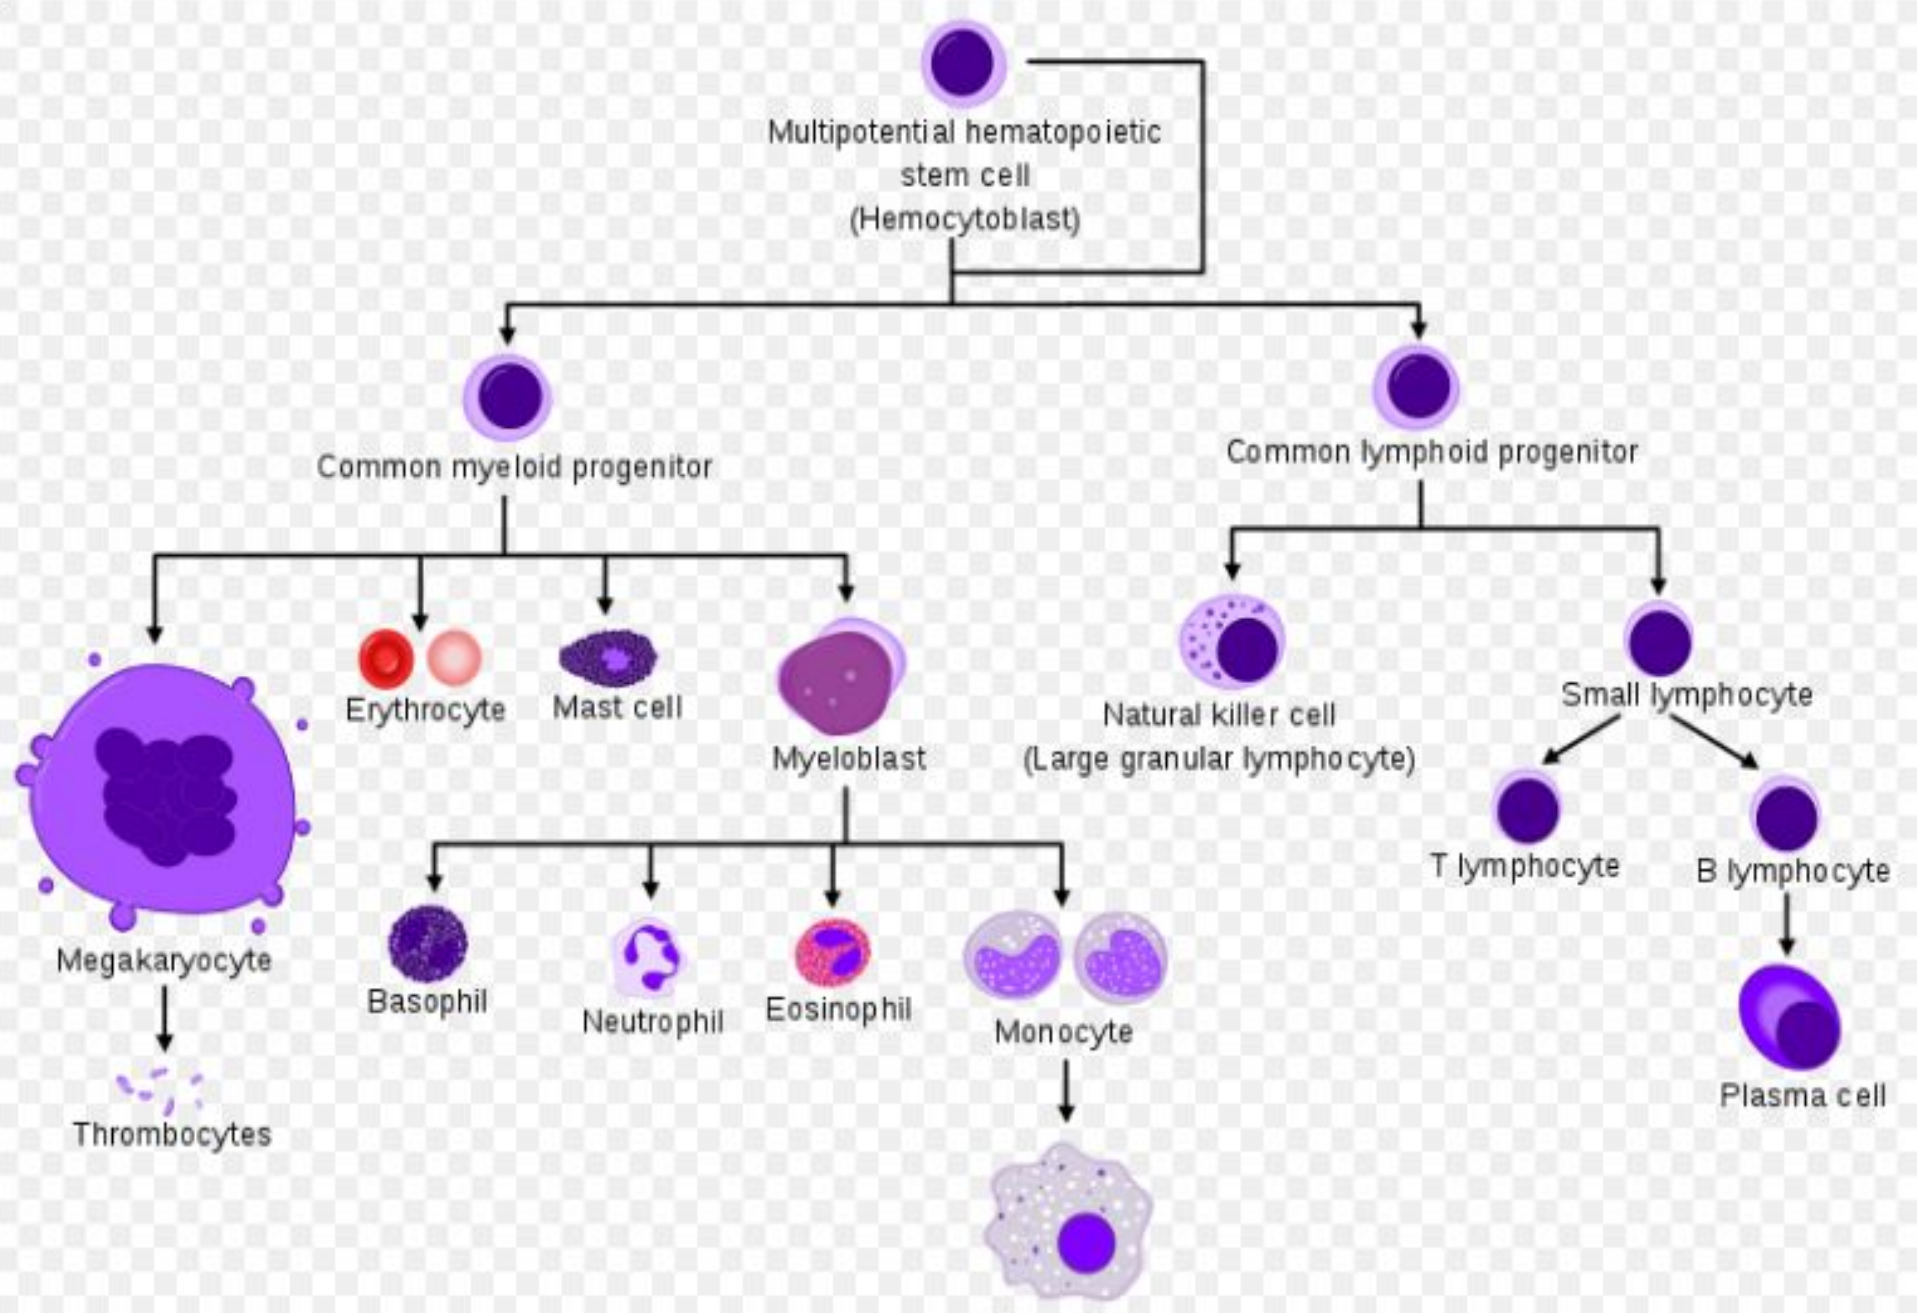 Multipotential hematopoietic
stem cell
(Hemocytoblast)
Common myeloid progenitor
Common lymphoid progenitor
Erythrocyte
Mast cell
Myeloblast
Natural killer cell
(Large granular lymphocyte)
Small lymphocyte
T lymphocyte
B lymphocyte
Megakaryocyte
Basophil
Neutrophil
Eosinophil
Monocyte
Plasma cell
Thrombocytes